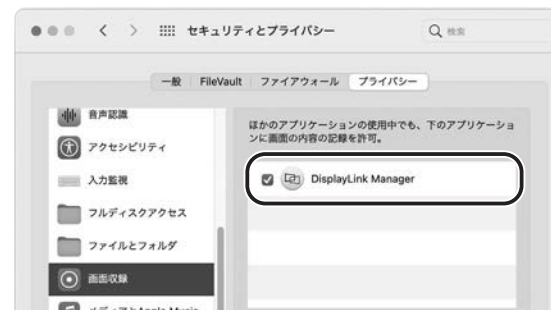 セキュリティとプライバシー
検索
一般 FileVault ファイアウォール プライバシー
音声認識
アクセシビリティ
入力監視
フルディスクアクセス
ファイルとフォルダ
画面収録
ほかのアプリケーションの使用中でも、下のアプリケーショ
ンに画面の内容の記録を許可。
DisplayLink Manager